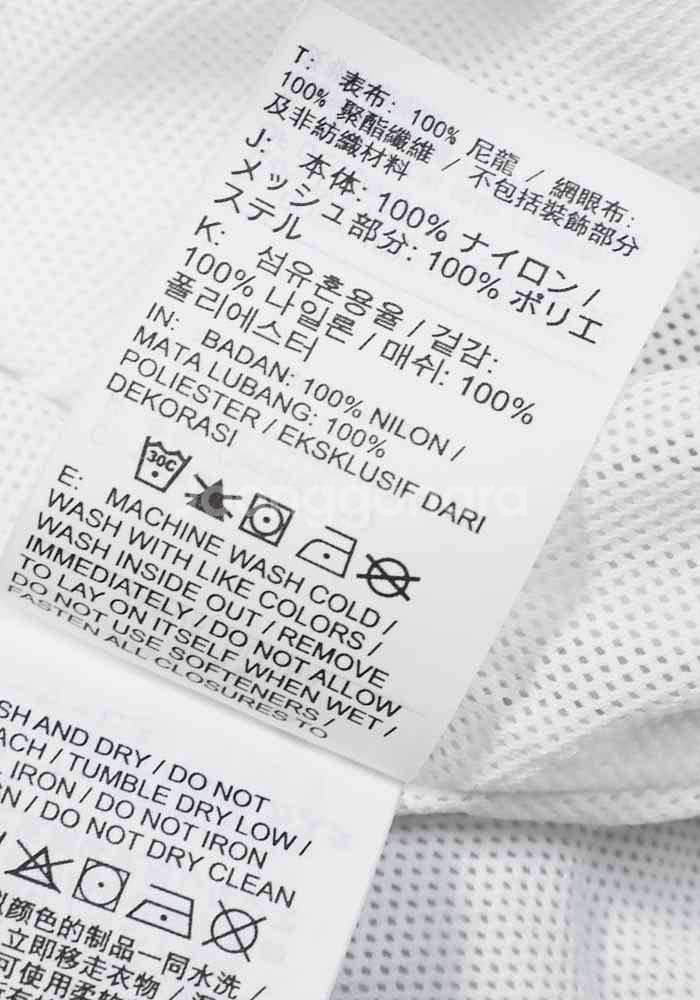 T: 表布: 100% 尼龍 / 網眼布:
100% 聚酯纖維 / 不包括裝飾部分
及非紡織材料
J: 本体: 100% ナイロン /
メッシュ部分: 100% ポリエ
ステル
K: 섬유혼용율 / 겉감:
100% 나일론 / 매쉬: 100%
폴리에스터
IN: BADAN: 100% NILON /
MATA LUBANG: 100%
POLIESTER / EKSKLUSIF DARI
DEKORASI
30C
E: MACHINE WASH COLD /
WASH WITH LIKE COLORS /
WASH INSIDE OUT / REMOVE
IMMEDIATELY / DO NOT ALLOW
TO LAY ON ITSELF WHEN WET /
DO NOT USE SOFTENERS /
FASTEN ALL CLOSURES TO
SH AND DRY / DO NOT
ACH / TUMBLE DRY LOW /
IRON / DO NOT IRON
N / DO NOT DRY CLEAN
颜色的制品一同水洗 /
立即移走衣物 /
可使用柔软